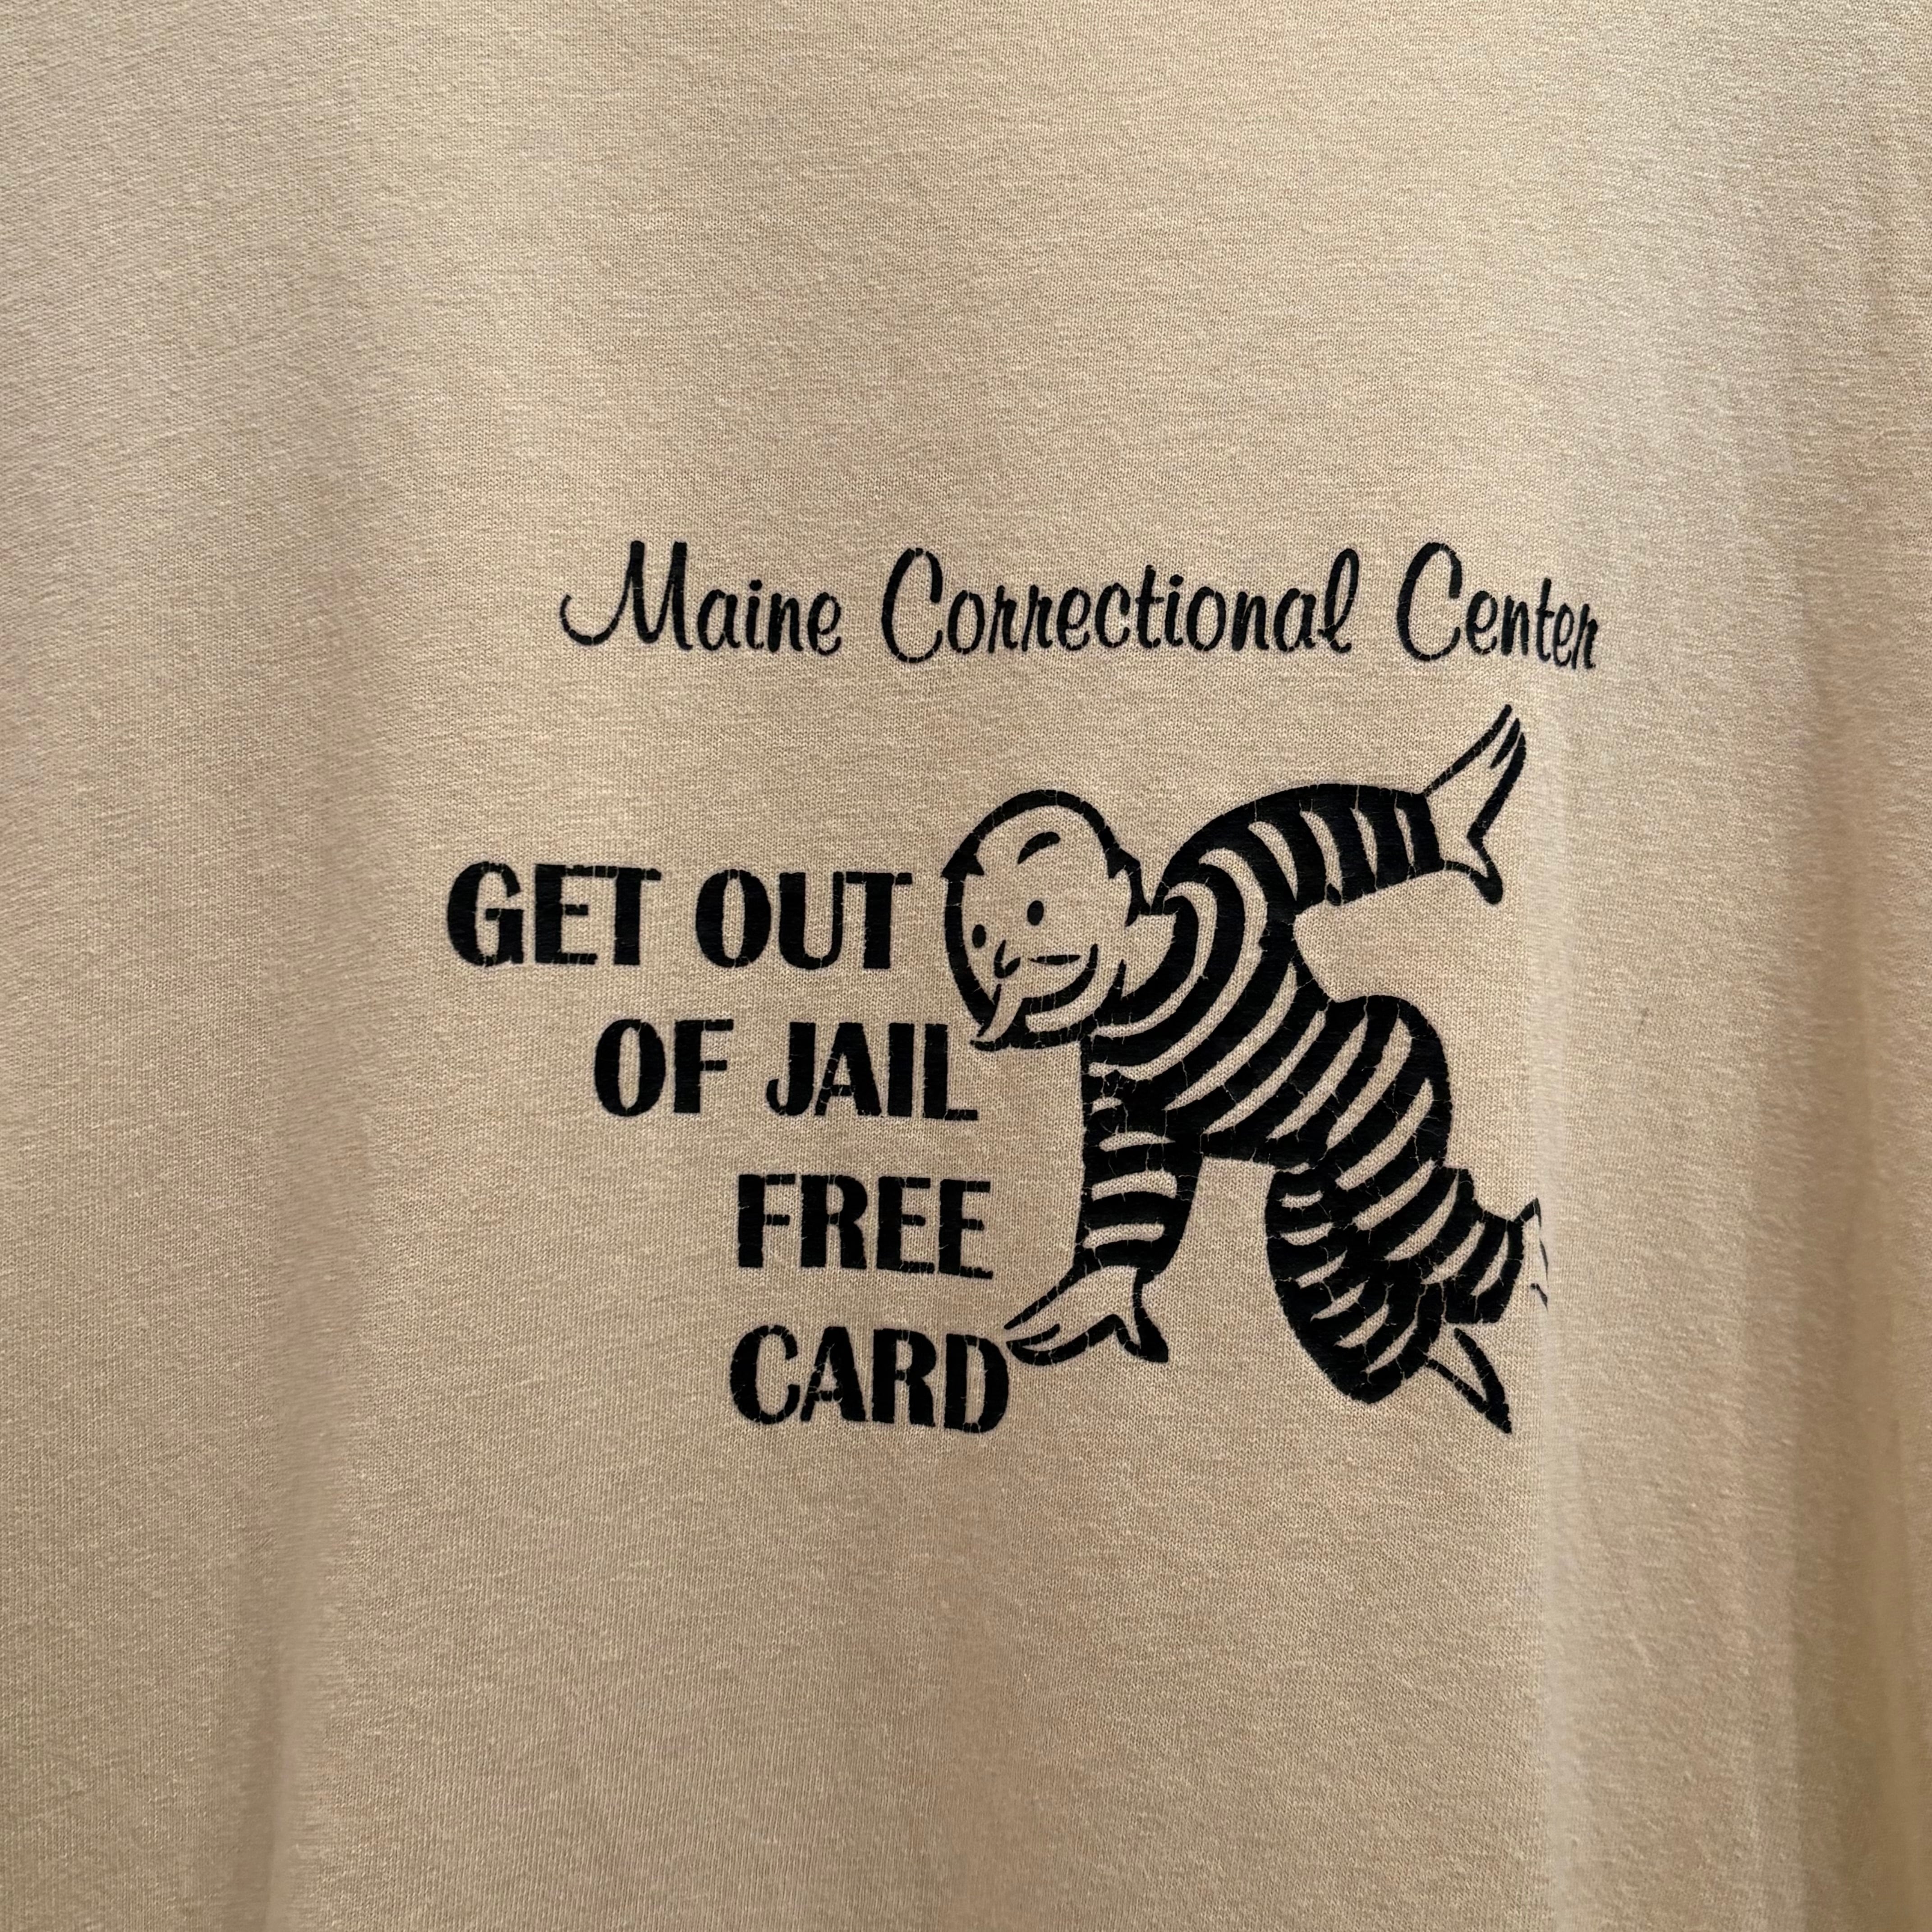 Maine Correctional Center
GET OUT
OF JAIL
FREE
CARD